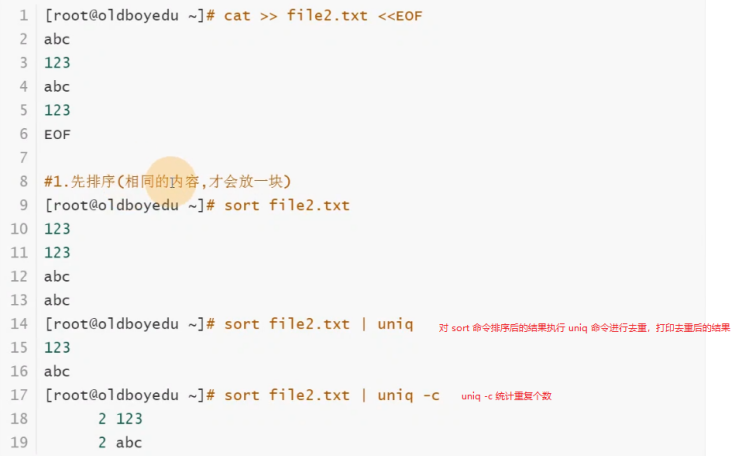 1 [root@oldboyedu ~]# cat >> file2.txt <<EOF
2 abc
3 123
4 abc
5 123
6 EOF
7
8 #1.先排序(相同的内容,才会放一块)
9 [root@oldboyedu ~]# sort file2.txt
10 123
11 123
12 abc
13 abc
14 [root@oldboyedu ~]# sort file2.txt | uniq 对 sort 命令排序后的结果执行 uniq 命令进行去重，打印去重后的结果
15 123
16 abc
17 [root@oldboyedu ~]# sort file2.txt | uniq -c uniq -c 统计重复个数
18 2 123
19 2 abc